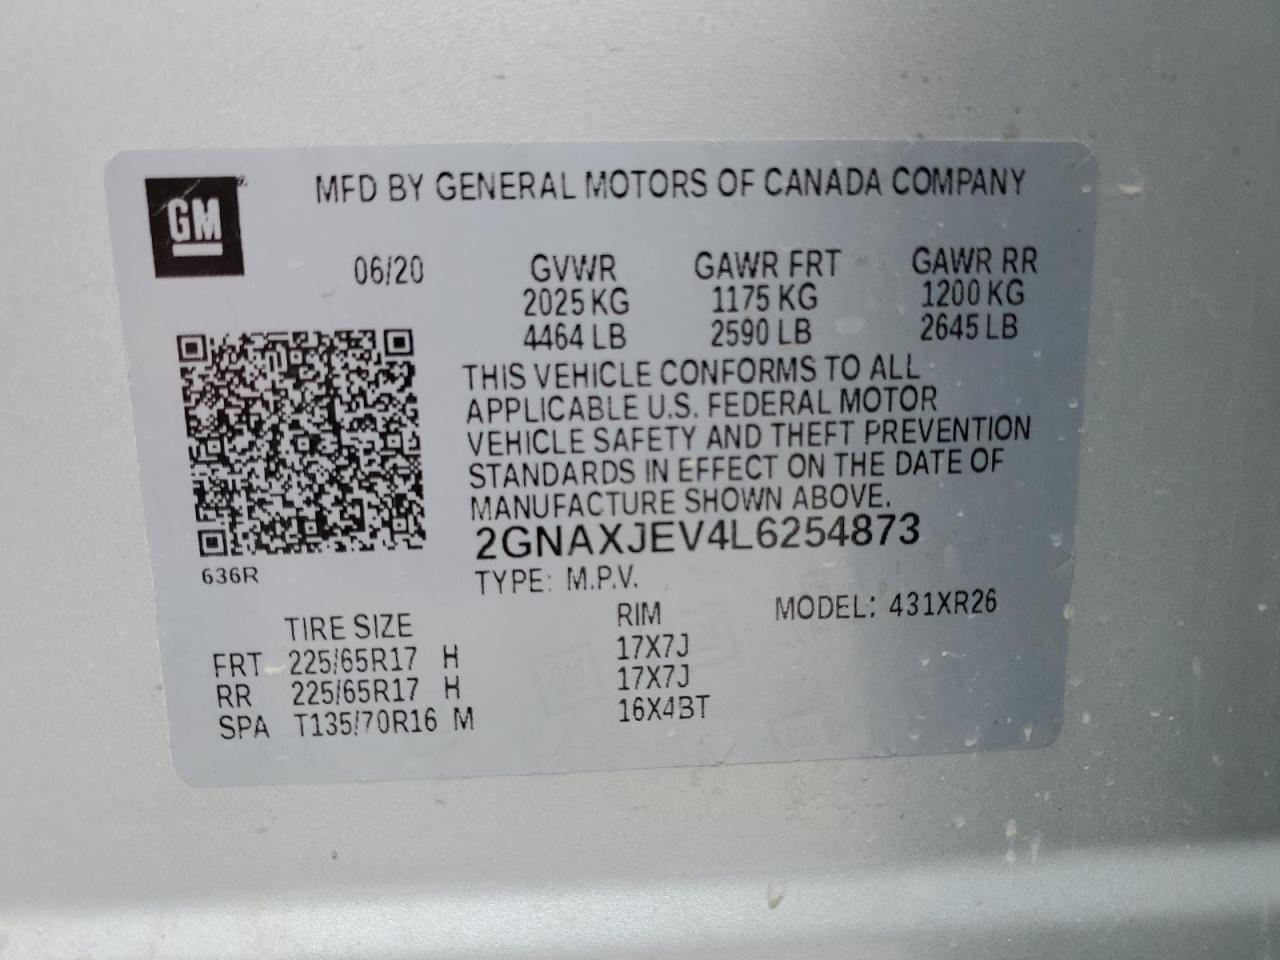 GM
MFD BY GENERAL MOTORS OF CANADA COMPANY
06/20 GVWR GAWR FRT GAWR RR
2025 KG 1175 KG 1200 KG
4464 LB 2590 LB 2645 LB
THIS VEHICLE CONFORMS TO ALL
APPLICABLE U.S. FEDERAL MOTOR
VEHICLE SAFETY AND THEFT PREVENTION
STANDARDS IN EFFECT ON THE DATE OF
MANUFACTURE SHOWN ABOVE.
2GNAXJEV4L6254873
636R
TYPE: M.P.V.
MODEL: 431XR26
TIRE SIZE RIM
FRT 225/65R17 H 17X7J
RR 225/65R17 H 17X7J
SPA T135/70R16 M 16X4BT